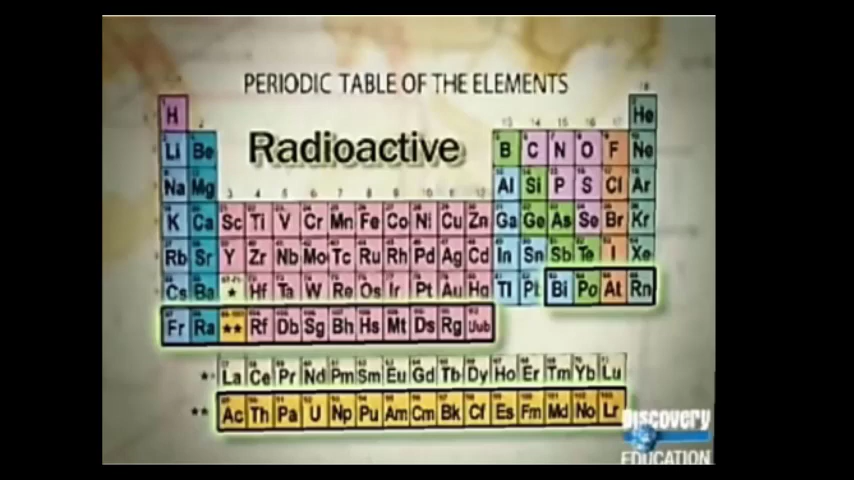 PERIODIC TABLE OF THE ELEMENTS
Radioactive
H He
Li Be B C N O F Ne
Na Mg Al Si P S Cl Ar
K Ca Sc Ti V Cr Mn Fe Co Ni Cu Zn Ga Ge As Se Br Kr
Rb Sr Y Zr Nb Mo Tc Ru Rh Pd Ag Cd In Sn Sb Te I Xe
Cs Ba ★ Hf Ta W Re Os Ir Pt Au Hg Tl Bi Po At Rn
Fr Ra ★★ Rf Db Sg Bh Hs Mt Ds Rg Uub
★ La Ce Pr Nd Pm Sm Eu Gd Tb Dy Ho Er Tm Yb Lu
★★ Ac Th Pa U Np Pu Am Cm Bk Cf Es Fm Md No Lr
Discovery
EDUCATION